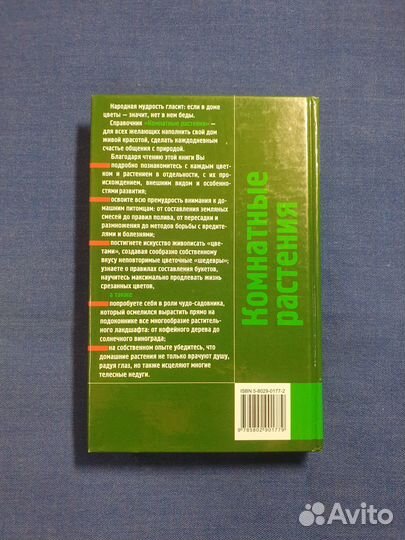 Народная мудрость гласит: если в доме
цветы — значит, нет в нем беды.
Справочник «Комнатные растения» —
для всех желающих наполнить свой дом
живой красотой, сделать каждодневным
счастье общения с природой.
Благодаря чтению этой книги Вы
подробно познакомитесь с каждым цвет-
ком и растением в отдельности, с их про-
исхождением, внешним видом и особенно-
стями развития;
освоите всю премудрость внимания к до-
машним питомцам: от составления земляных
смесей до правил полива, от пересадки и
размножения до методов борьбы с вредите-
лями и болезнями;
постигнете искусство живописать «цве-
тами», создавая сообразно собственному
вкусу неповторимые цветочные «шедевры»;
узнаете о правилах составления букетов,
научитесь максимально продлевать жизнь
срезанных цветов,
а также
попробуете себя в роли чудо-садовника,
который осмелился вырастить прямо на
подоконнике все многообразие раститель-
ного ландшафта: от кофейного дерева до
солнечного винограда;
на собственном опыте убедитесь, что
домашние растения не только врачуют душу,
радуя глаз, но также исцеляют многие
телесные недуги.
Комнатные
растения
ISBN 5-8029-0177-2
9 785802 901779
Avito